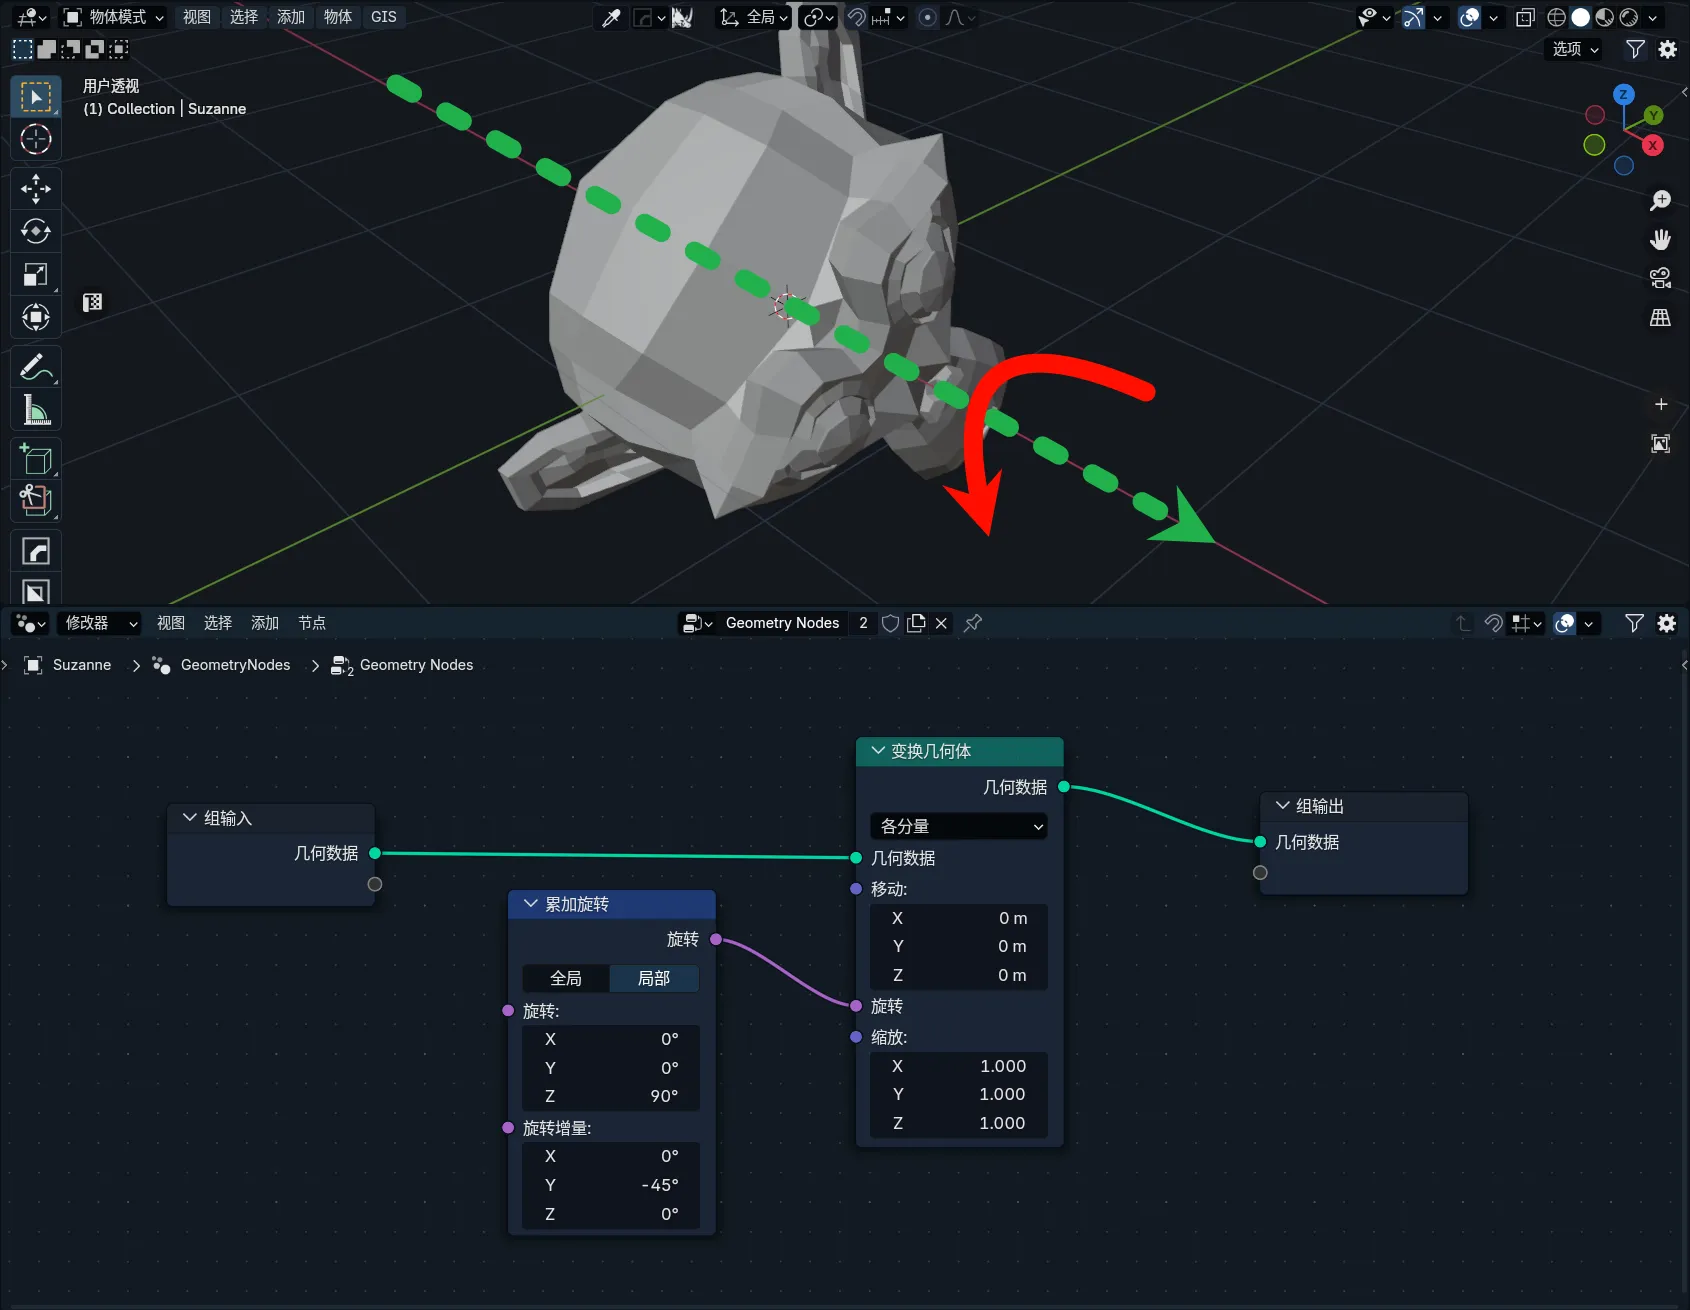 物体模式 视图 选择 添加 物体 GIS 全局
选项
用户透视
(1) Collection | Suzanne
Z
Y
X
修改器 视图 选择 添加 节点 Geometry Nodes 2
Suzanne GeometryNodes 2 Geometry Nodes
变换几何体
几何数据
各分量
几何数据
移动:
X 0 m
Y 0 m
Z 0 m
旋转
缩放:
X 1.000
Y 1.000
Z 1.000
组输入
几何数据
组输出
几何数据
累加旋转
旋转
全局 局部
旋转:
X 0°
Y 0°
Z 90°
旋转增量:
X 0°
Y -45°
Z 0°